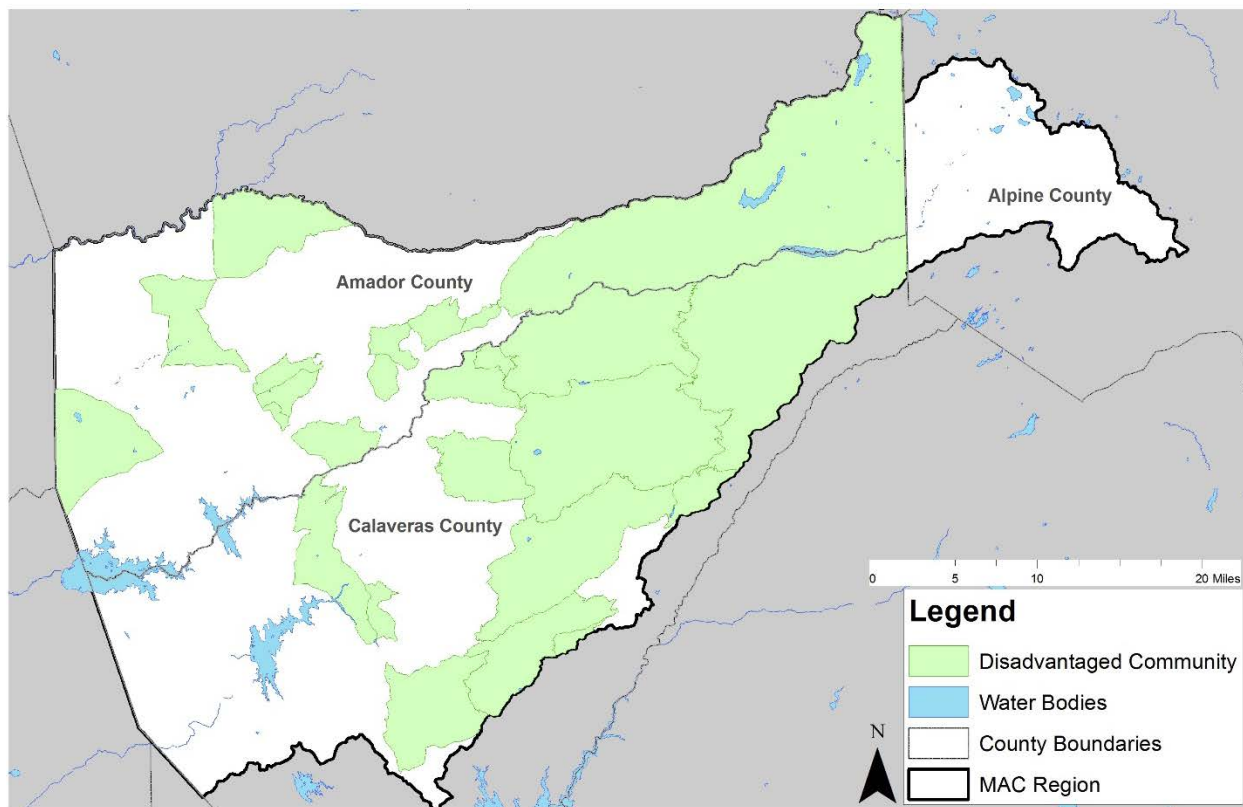 Alpine County
Amador County
Calaveras County
0 5 10 20 Miles
Legend
Disadvantaged Community
Water Bodies
County Boundaries
MAC Region
N